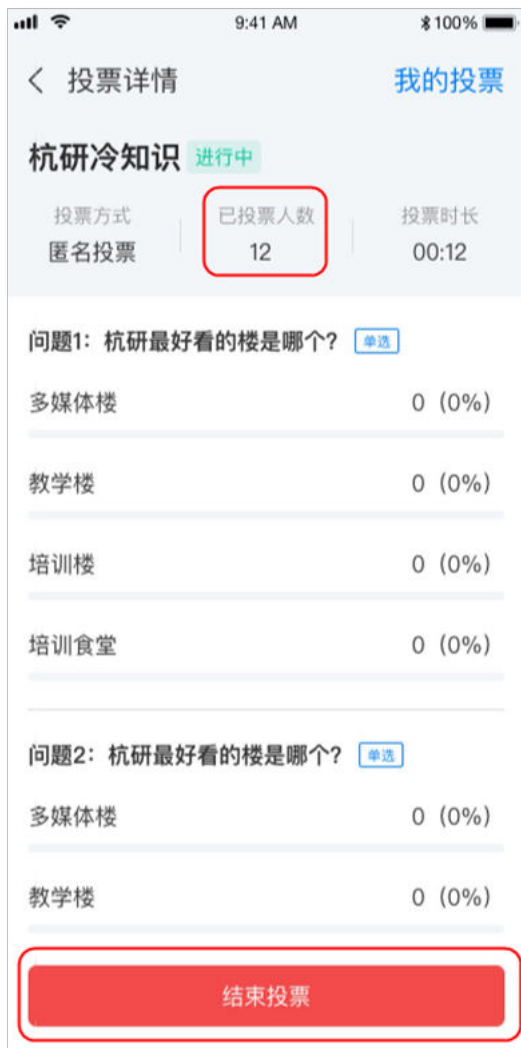 9:41 AM 100%
投票详情 我的投票
杭研冷知识 进行中
投票方式 已投票人数 投票时长
匿名投票 12 00:12
问题1：杭研最好看的楼是哪个？ 单选
多媒体楼 0 (0%)
教学楼 0 (0%)
培训楼 0 (0%)
培训食堂 0 (0%)
问题2：杭研最好看的楼是哪个？ 单选
多媒体楼 0 (0%)
教学楼 0 (0%)
结束投票